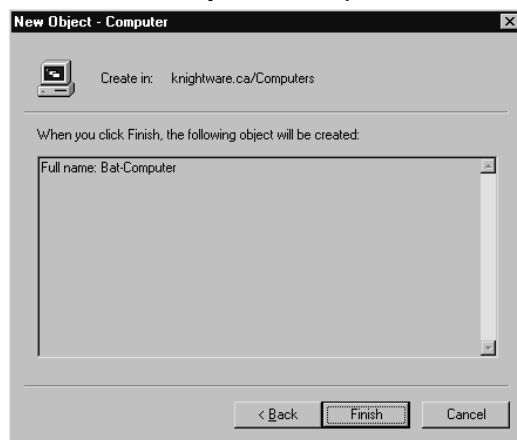 New Object - Computer
Create in: knightware.ca/Computers
When you click Finish, the following object will be created:
Full name: Bat-Computer
< Back Finish Cancel